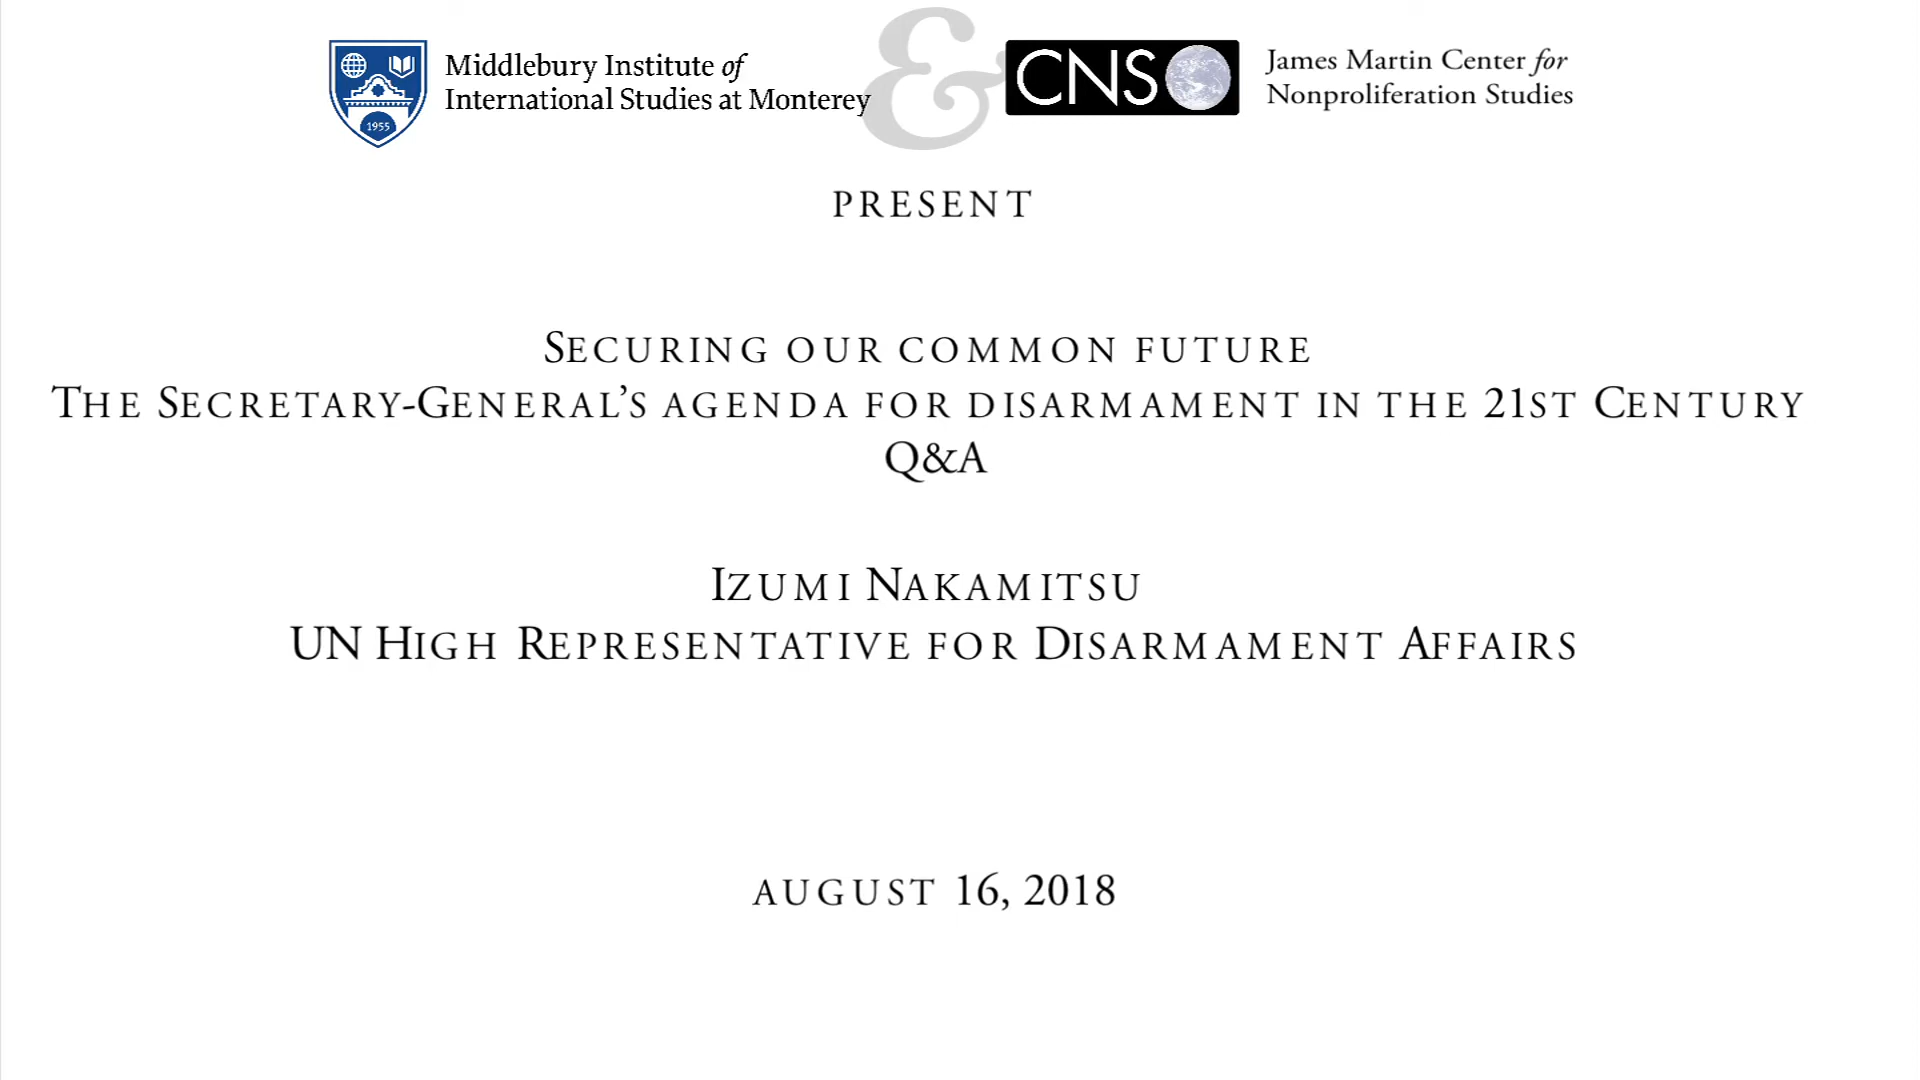 Middlebury Institute of
International Studies at Monterey
1955
&
CNS
James Martin Center for
Nonproliferation Studies
PRESENT
SECURING OUR COMMON FUTURE
THE SECRETARY-GENERAL'S AGENDA FOR DISARMAMENT IN THE 21ST CENTURY
Q&A
IZUMI NAKAMITSU
UN HIGH REPRESENTATIVE FOR DISARMAMENT AFFAIRS
AUGUST 16, 2018